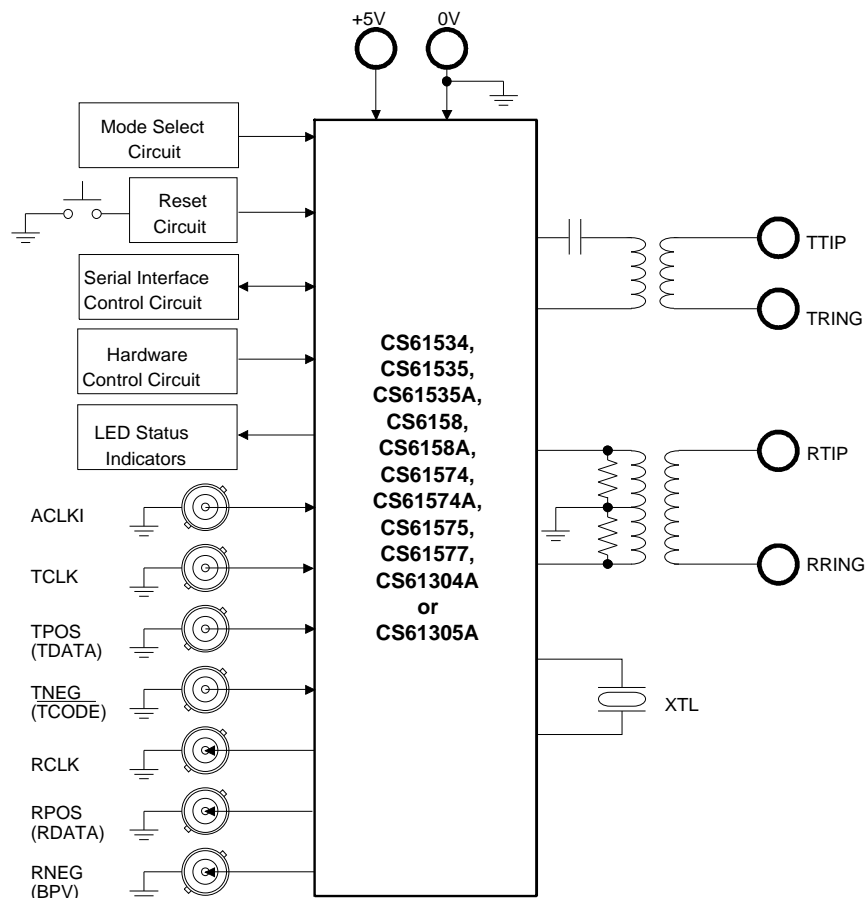 +5V
0V
Mode Select
Circuit
Reset
Circuit
Serial Interface
Control Circuit
Hardware
Control Circuit
LED Status
Indicators
ACLKI
TCLK
TPOS
(TDATA)
TNEG
(TCODE)
RCLK
RPOS
(RDATA)
RNEG
(BPV)
CS61534,
CS61535,
CS61535A,
CS6158,
CS6158A,
CS61574,
CS61574A,
CS61575,
CS61577,
CS61304A
or
CS61305A
TTIP
TRING
RTIP
RRING
XTL